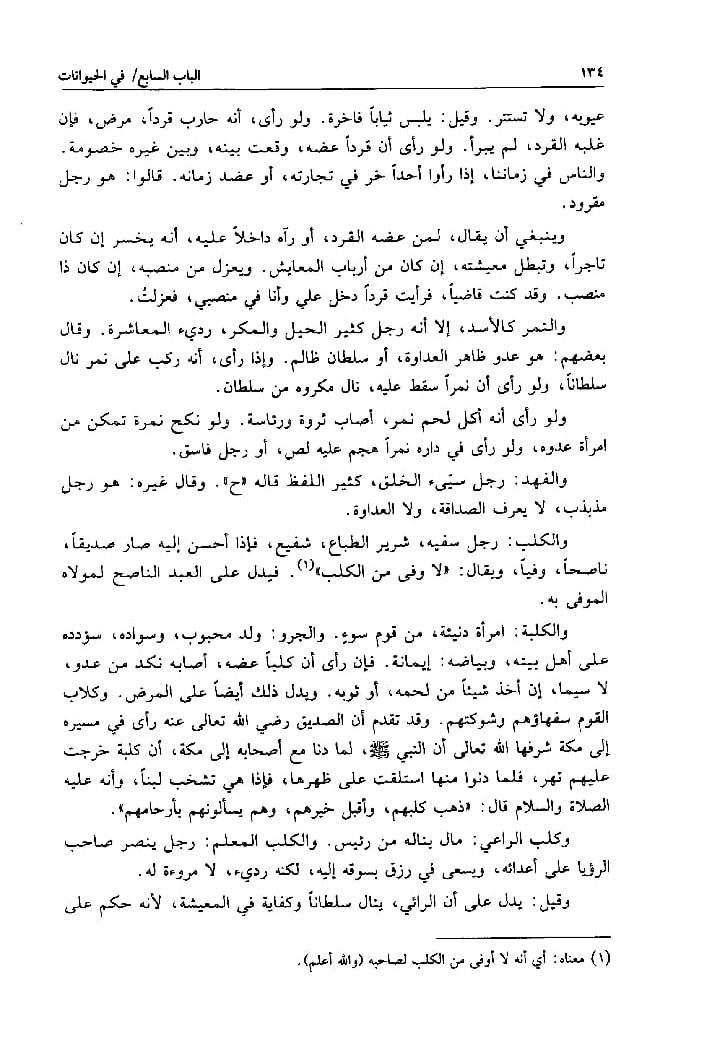 ١٣٤ الباب السابع/ في الحيوانات
عيوبه، ولا تستتر. وقيل: يلبس ثياباً فاخرة. ولو رأى، أنه حارب قرداً، مرض، فإن
غلبه القرد، لم يبرأ. ولو رأى أن قرداً عضه، وقعت بينه، وبين غيره خصومة.
والناس في زماننا، إذا رأوا أحداً خر في تجارته، أو عضد زمانه. قالوا: هو رجل
مقرود.
وينبغي أن يقال، لمن عضه القرد، أو رآه داخلاً عليه، أنه يخسر إن كان
تاجراً، وتبطل معيشته، إن كان من أرباب المعايش. ويعزل من منصبه، إن كان ذا
منصب. وقد كنت قاضياً، فرأيت قرداً دخل علي وأنا في منصبي، فعزلتُ.
والنمر كالأسد، إلا أنه رجل كثير الحيل والمكر، رديء المعاشرة. وقال
بعضهم: هو عدو ظاهر العداوة، أو سلطان ظالم. وإذا رأى، أنه ركب على نمر نال
سلطاناً، ولو رأى أن نمراً سقط عليه، نال مكروه من سلطان.
ولو رأى أنه أكل لحم نمر، أصاب ثروة ورئاسة. ولو نكح نمرة تمكن من
امرأة عدوه، ولو رأى في داره نمراً هجم عليه لص، أو رجل فاسق.
والفهد: رجل سيّىء الخلق، كثير اللفظ قاله «ح». وقال غيره: هو رجل
مذبذب، لا يعرف الصداقة، ولا العداوة.
والكلب: رجل سفيه، شرير الطباع، شفيع، فإذا أحسن إليه صار صديقاً،
ناصحاً، وفياً، ويقال: «لا وفى من الكلب»(١). فيدل على العبد الناصح لمولاه
الموفى به.
والكلبة: امرأة دنيئة، من قوم سوءٍ. والجرو: ولد محبوب، وسواده، سؤدده
على أهل بيته، وبياضه: إيمانة. فإن رأى أن كلباً عضه، أصابه نكد من عدو،
لا سيما، إن أخذ شيئاً من لحمه، أو ثوبه. ويدل ذلك أيضاً على المرض. وكلاب
القوم سفهاؤهم وشوكتهم. وقد تقدم أن الصديق رضي الله تعالى عنه رأى في مسيره
إلى مكة شرفها الله تعالى أن النبي ﷺ، لما دنا مع أصحابه إلى مكة، أن كلبة خرجت
عليهم تهر، فلما دنوا منها استلقت على ظهرها، فإذا هي تشخب لبناً، وأنه عليه
الصلاة والسلام قال: «ذهب كلبهم، وأقبل خيرهم، وهم يسألونهم بأرحامهم».
وكلب الراعي: مال يناله من رئيس. والكلب المعلم: رجل ينصر صاحب
الرؤيا على أعدائه، ويسعى في رزق يسوقه إليه، لكنه رديء، لا مروءة له.
وقيل: يدل على أن الرائي، ينال سلطاناً وكفاية في المعيشة، لأنه حكم على
(١) معناه: أي أنه لا أوفى من الكلب لصاحبه (والله أعلم).